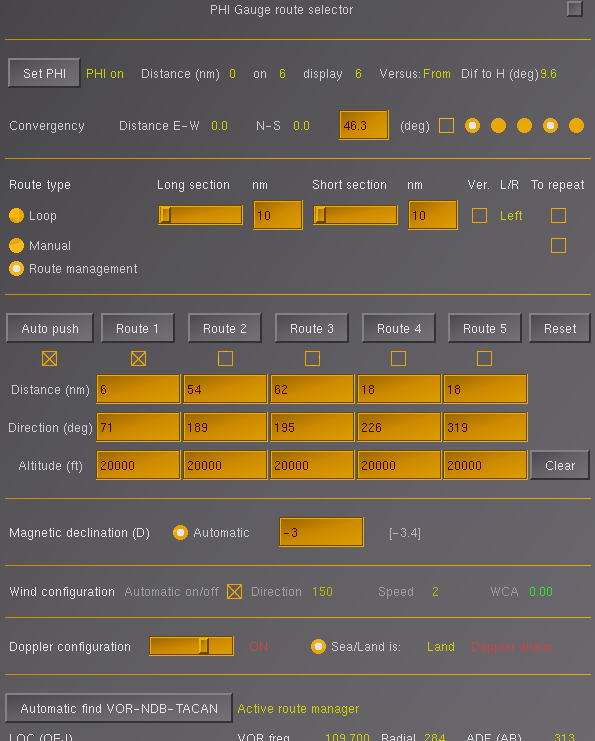 PHI Gauge route selector
Set PHI PHI on Distance (nm) 0 on 6 display 6 Versus: From Dif to H (deg) 9.6
Convergency Distance E-W 0.0 N-S 0.0 46.3 (deg)
Route type Long section nm Short section nm Ver. L/R To repeat
Loop 10 10 Left
Manual
Route management
Auto push Route 1 Route 2 Route 3 Route 4 Route 5 Reset
Distance (nm) 6 54 62 18 18
Direction (deg) 71 189 195 226 319
Altitude (ft) 20000 20000 20000 20000 20000 Clear
Magnetic declination (D) Automatic -3 [-3.4]
Wind configuration Automatic on/off Direction 150 Speed 2 WCA 0.00
Doppler configuration ON Sea/Land is: Land Doppler alarm
Automatic find VOR-NDB-TACAN Active route manager
VOR freq 109.700 Radial 284 ADF (AB) 313